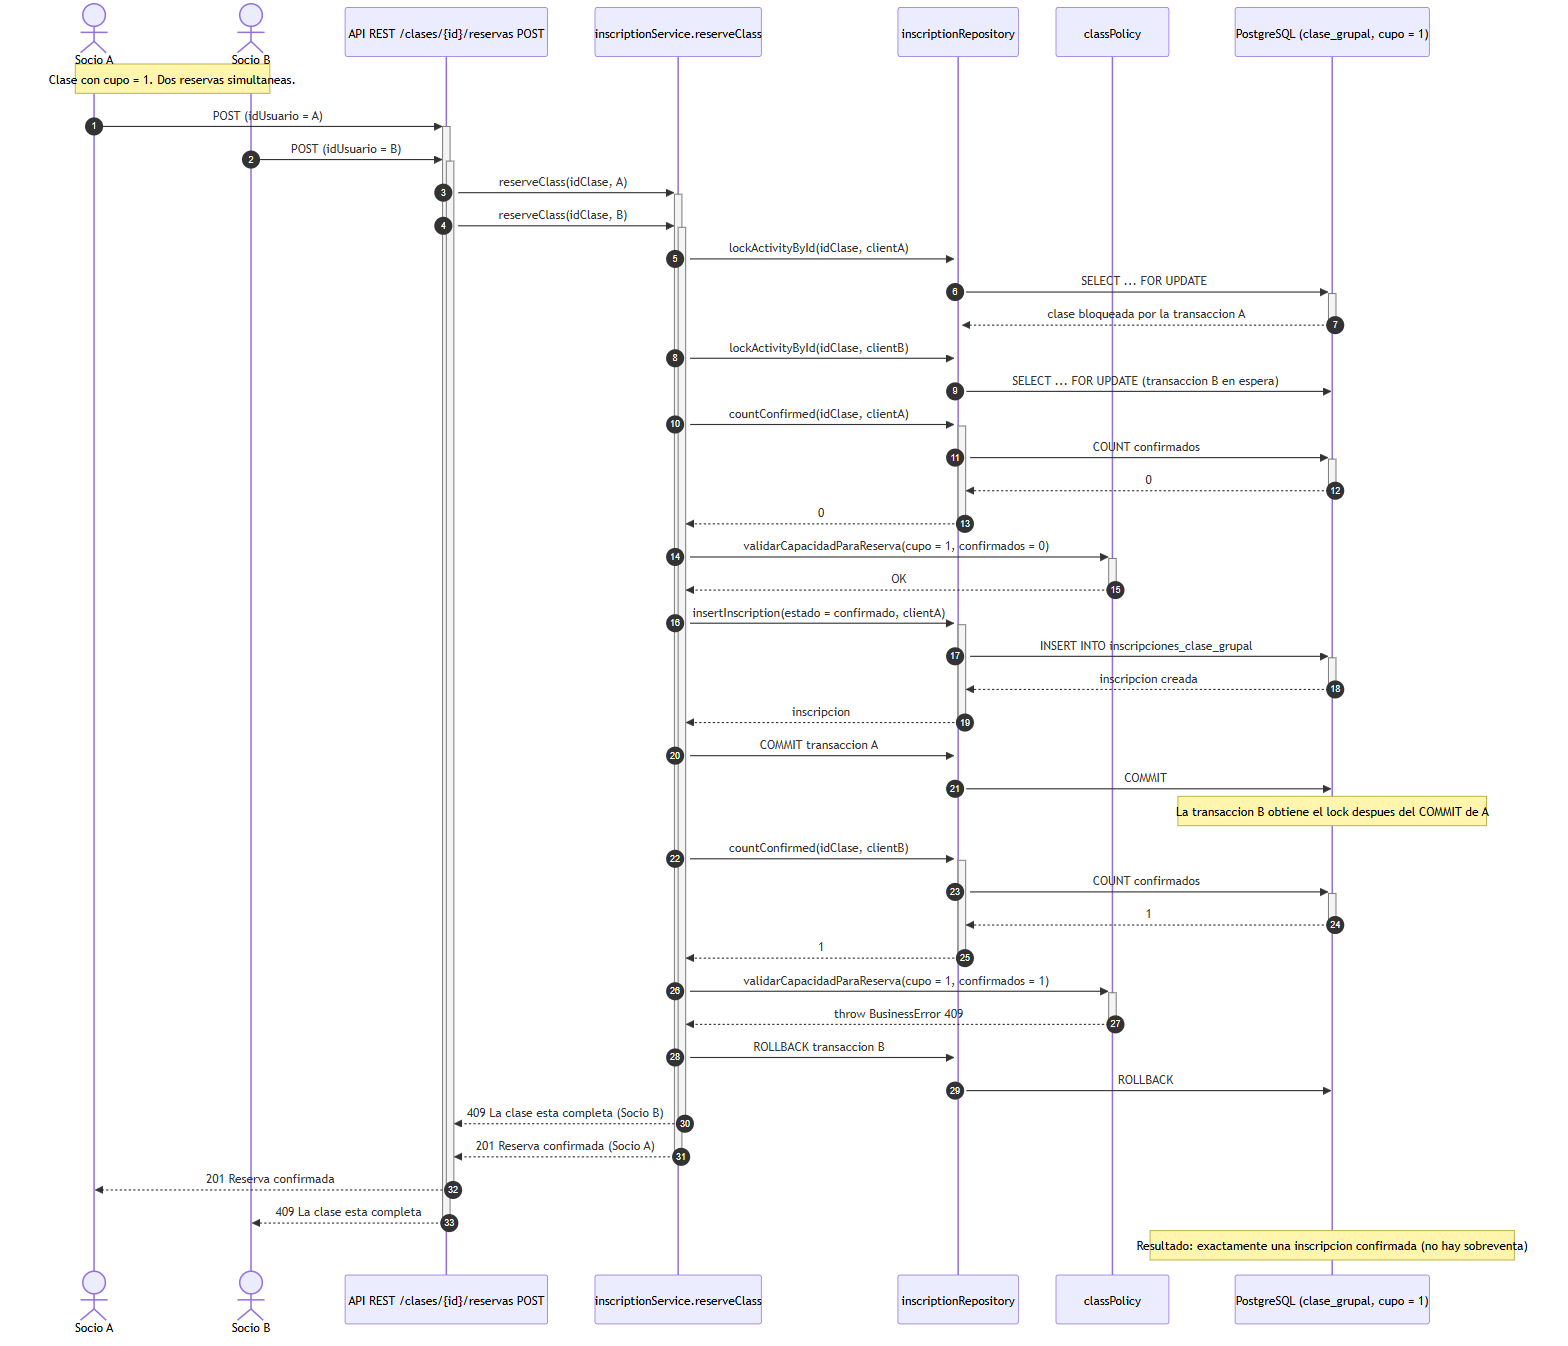 Socio A
Socio B
API REST /clases/{id}/reservas POST
inscriptionService.reserveClass
inscriptionRepository
classPolicy
PostgreSQL (clase_grupal, cupo = 1)
Clase con cupo = 1. Dos reservas simultaneas.
POST (idUsuario = A)
1
POST (idUsuario = B)
2
reserveClass(idClase, A)
3
reserveClass(idClase, B)
4
lockActivityById(idClase, clientA)
5
SELECT ... FOR UPDATE
6
clase bloqueada por la transaccion A
7
lockActivityById(idClase, clientB)
8
SELECT ... FOR UPDATE (transaccion B en espera)
9
countConfirmed(idClase, clientA)
10
COUNT confirmados
11
0
12
0
13
validarCapacidadParaReserva(cupo = 1, confirmados = 0)
14
OK
15
insertInscription(estado = confirmado, clientA)
16
INSERT INTO inscripciones_clase_grupal
17
inscripcion creada
18
inscripcion
19
COMMIT transaccion A
20
COMMIT
21
La transaccion B obtiene el lock despues del COMMIT de A
countConfirmed(idClase, clientB)
22
COUNT confirmados
23
1
24
1
25
validarCapacidadParaReserva(cupo = 1, confirmados = 1)
26
throw BusinessError 409
27
ROLLBACK transaccion B
28
ROLLBACK
29
409 La clase esta completa (Socio B)
30
201 Reserva confirmada (Socio A)
31
201 Reserva confirmada
32
409 La clase esta completa
33
Resultado: exactamente una inscripcion confirmada (no hay sobreventa)
Socio A
Socio B
API REST /clases/{id}/reservas POST
inscriptionService.reserveClass
inscriptionRepository
classPolicy
PostgreSQL (clase_grupal, cupo = 1)